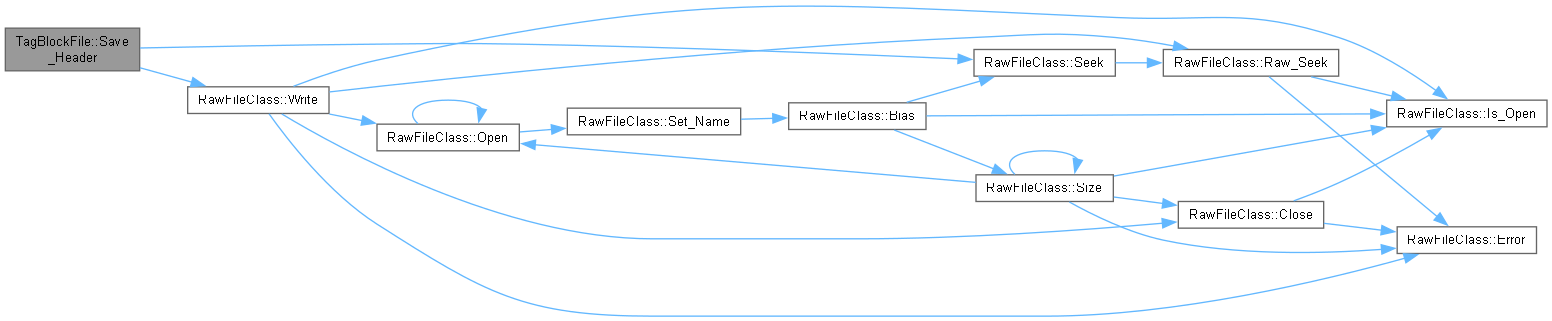 TagBlockFile::Save
_Header
RawFileClass::Write
RawFileClass::Open
RawFileClass::Set_Name
RawFileClass::Bias
RawFileClass::Seek
RawFileClass::Raw_Seek
RawFileClass::Is_Open
RawFileClass::Size
RawFileClass::Close
RawFileClass::Error